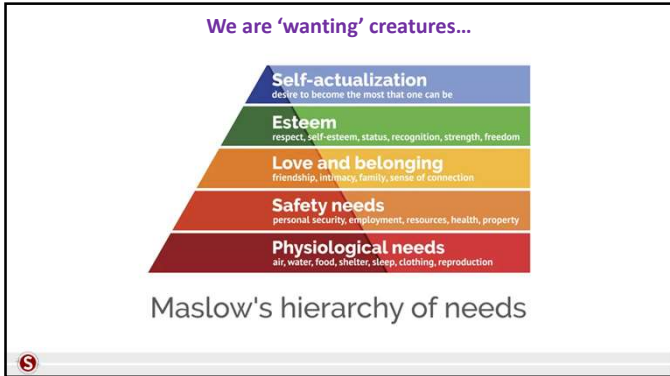 We are ‘wanting’ creatures…
Self-actualization
desire to become the most that one can be
Esteem
respect, self-esteem, status, recognition, strength, freedom
Love and belonging
friendship, intimacy, family, sense of connection
Safety needs
personal security, employment, resources, health, property
Physiological needs
air, water, food, shelter, sleep, clothing, reproduction
Maslow's hierarchy of needs
S